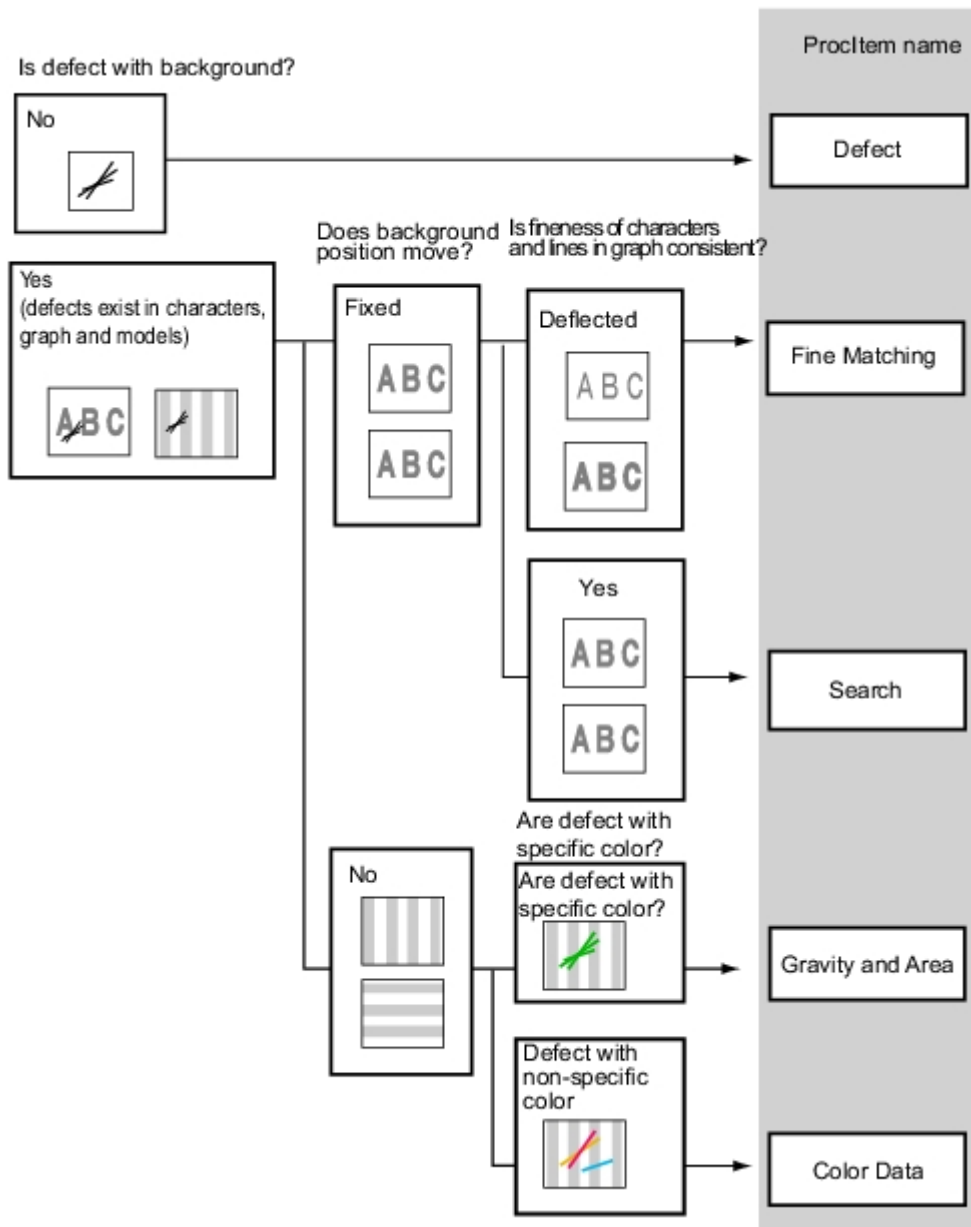 ProcItem name
Is defect with background?
No
Defect
Does background
position move?
Is fineness of characters
and lines in graph consistent?
Yes
(defects exist in characters,
graph and models)
ABC
Fixed
ABC
ABC
Deflected
ABC
ABC
Fine Matching
Yes
ABC
ABC
Search
Are defect with
specific color?
No
Are defect with
specific color?
Gravity and Area
Defect with
non-specific
color
Color Data